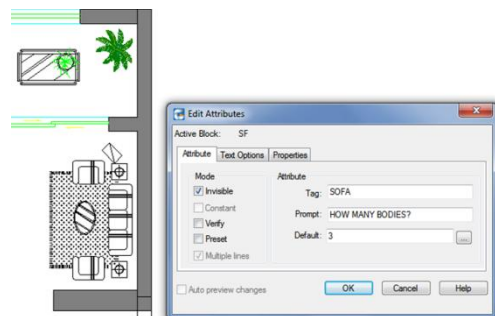 Edit Attributes
Active Block: SF
Attribute Text Options Properties
Mode
Invisible
Constant
Verify
Preset
Multiple lines
Attribute
Tag: SOFA
Prompt: HOW MANY BODIES?
Default: 3
...
Auto preview changes
OK Cancel Help